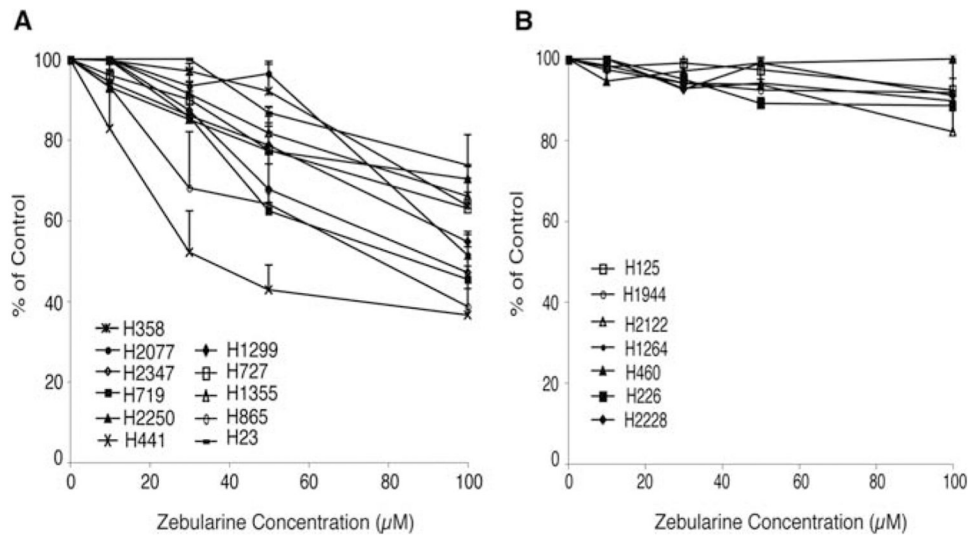 A
B
% of Control
100
80
60
40
20
0
H358
H2077
H2347
H719
H2250
H441
H1299
H727
H1355
H865
H23
0
20
40
60
80
100
Zebularine Concentration (µM)
% of Control
100
80
60
40
20
0
H125
H1944
H2122
H1264
H460
H226
H2228
0
20
40
60
80
100
Zebularine Concentration (µM)